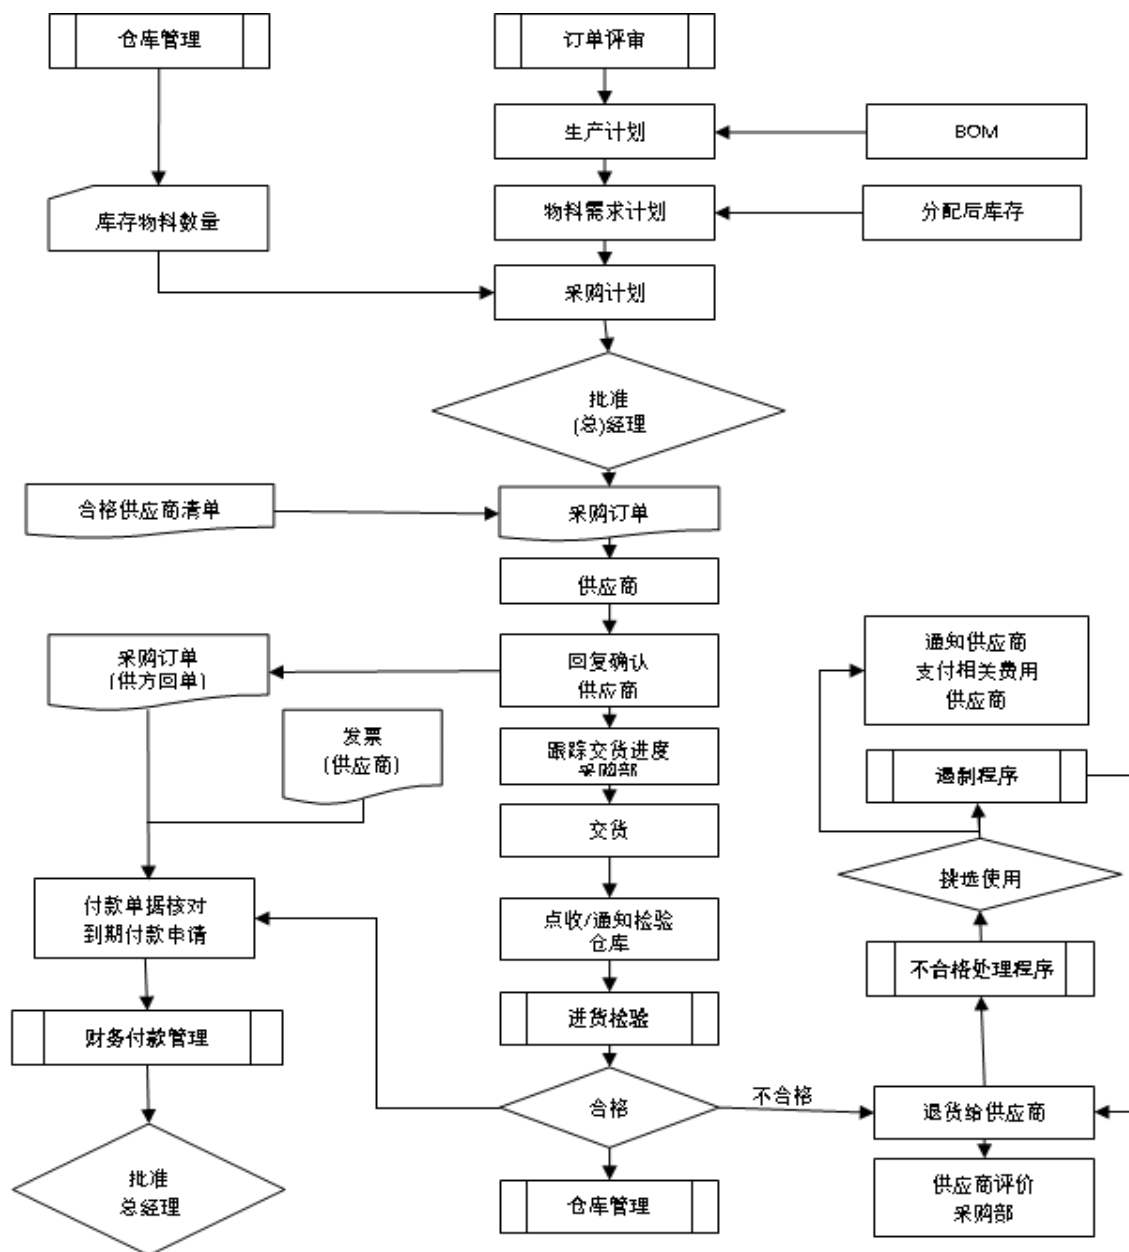 仓库管理
订单评审
生产计划
BOM
库存物料数量
物料需求计划
分配后库存
采购计划
批准
(总)经理
合格供应商清单
采购订单
供应商
采购订单
(供方回单)
回复确认
供应商
通知供应商
支付相关费用
供应商
发票
(供应商)
跟踪交货进度
采购部
遏制程序
交货
挑选使用
付款单据核对
到期付款申请
点收/通知检验
仓库
不合格处理程序
财务付款管理
进货检验
合格
不合格
退货给供应商
批准
总经理
仓库管理
供应商评价
采购部